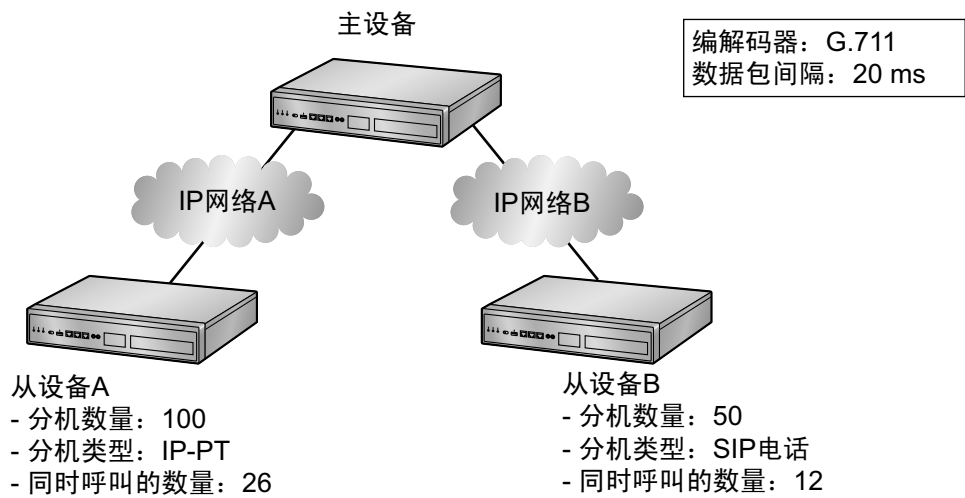 主设备
编解码器：G.711
数据包间隔：20 ms
IP网络A
IP网络B
从设备A
- 分机数量：100
- 分机类型：IP-PT
- 同时呼叫的数量：26
从设备B
- 分机数量：50
- 分机类型：SIP电话
- 同时呼叫的数量：12